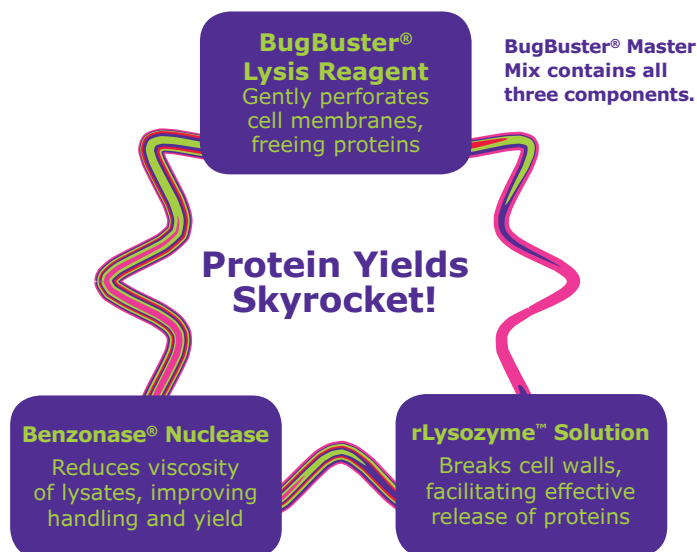 BugBuster®
Lysis Reagent
Gently perforates
cell membranes,
freeing proteins
BugBuster® Master
Mix contains all
three components.
Protein Yields
Skyrocket!
Benzonase® Nuclease
Reduces viscosity
of lysates, improving
handling and yield
rLysozyme™ Solution
Breaks cell walls,
facilitating effective
release of proteins